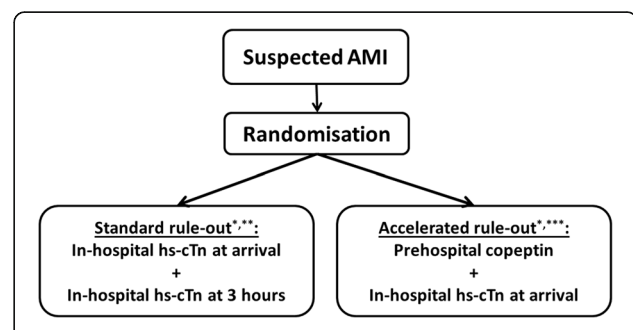 Suspected AMI
Randomisation
Standard rule-out*,**:
In-hospital hs-cTn at arrival
+
In-hospital hs-cTn at 3 hours
Accelerated rule-out*,***:
Prehospital copeptin
+
In-hospital hs-cTn at arrival